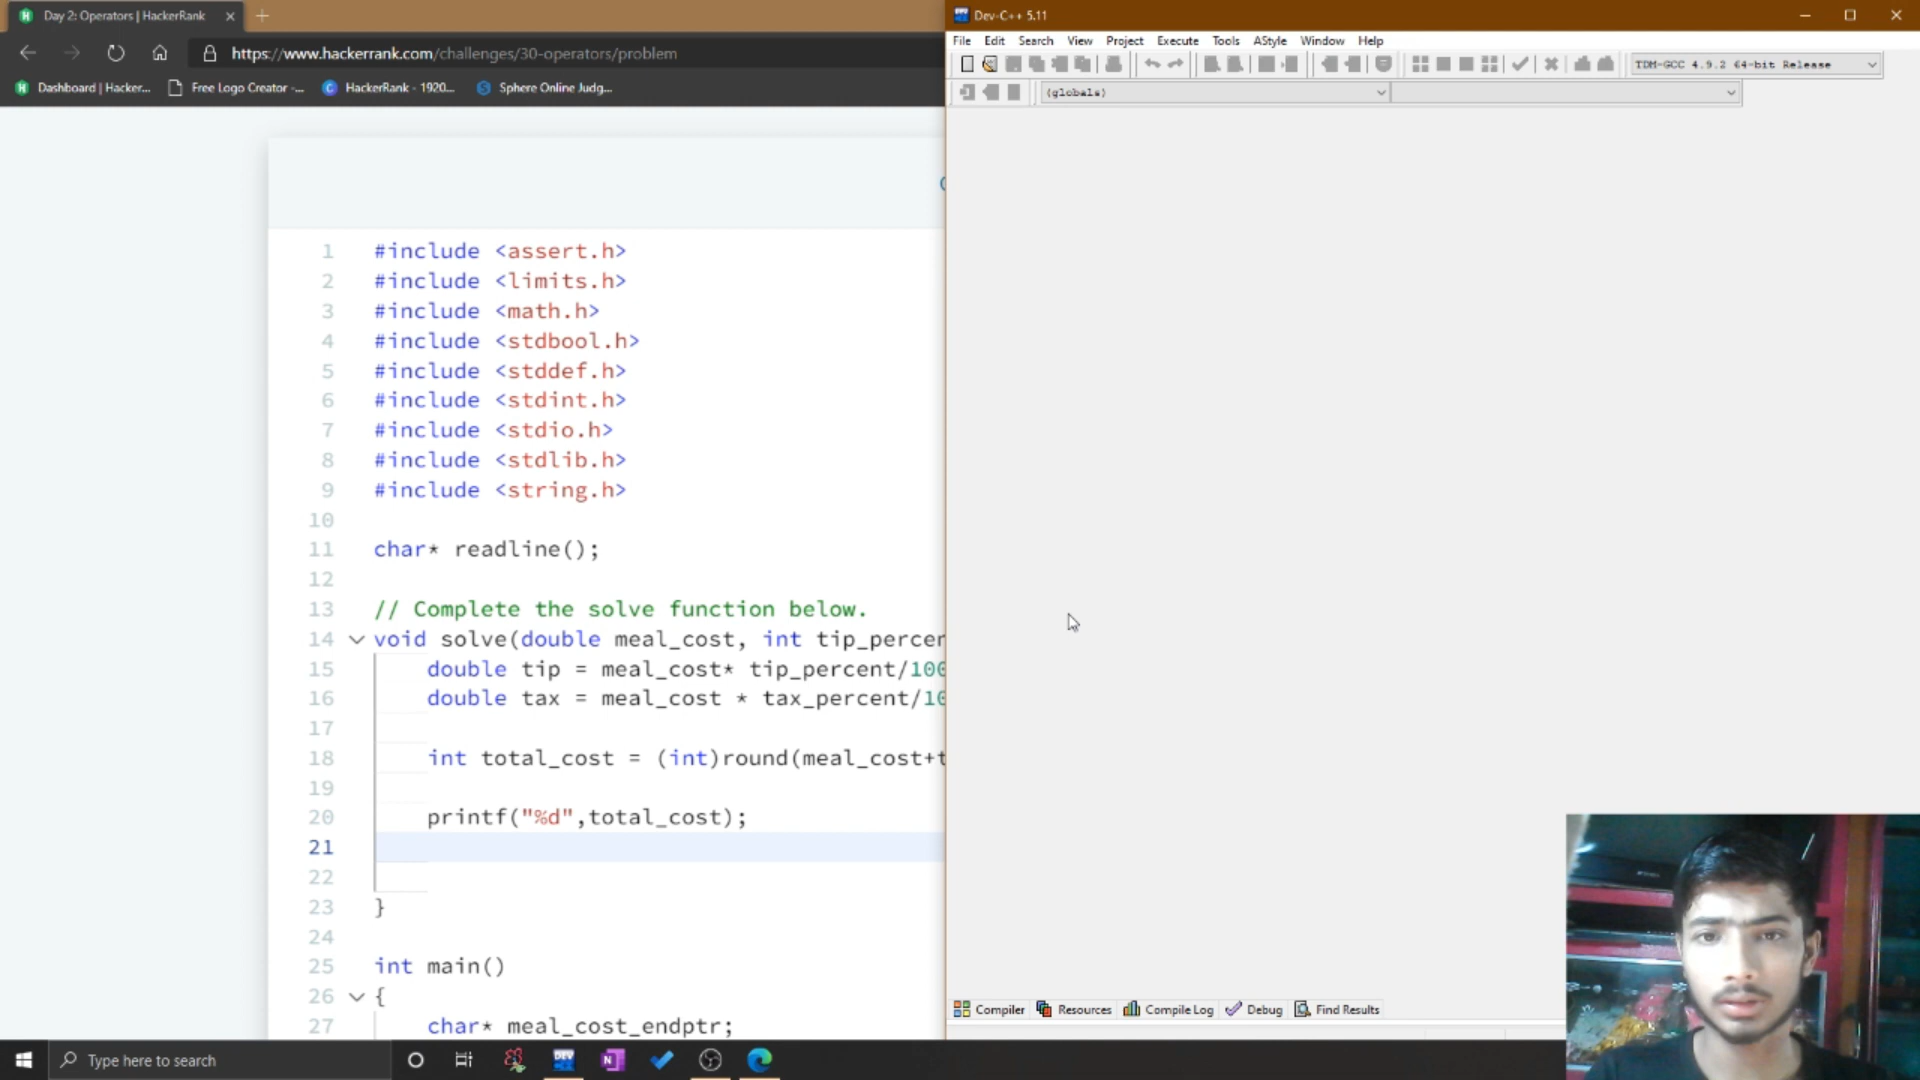 Day 2: Operators | HackerRank
https://www.hackerrank.com/challenges/30-operators/problem
Dashboard | Hacker... Free Logo Creator -... HackerRank - 1920... Sphere Online Judg...
1 #include <assert.h>
2 #include <limits.h>
3 #include <math.h>
4 #include <stdbool.h>
5 #include <stddef.h>
6 #include <stdint.h>
7 #include <stdio.h>
8 #include <stdlib.h>
9 #include <string.h>
10
11 char* readline();
12
13 // Complete the solve function below.
14 void solve(double meal_cost, int tip_percen
15 double tip = meal_cost* tip_percent/100
16 double tax = meal_cost * tax_percent/10
17
18 int total_cost = (int)round(meal_cost+t
19
20 printf("%d",total_cost);
21
22
23 }
24
25 int main()
26 {
27 char* meal_cost_endptr;
Dev-C++ 5.11
File Edit Search View Project Execute Tools AStyle Window Help
TDM-GCC 4.9.2 64-bit Release
(globals)
Compiler Resources Compile Log Debug Find Results
Type here to search
DEV
N